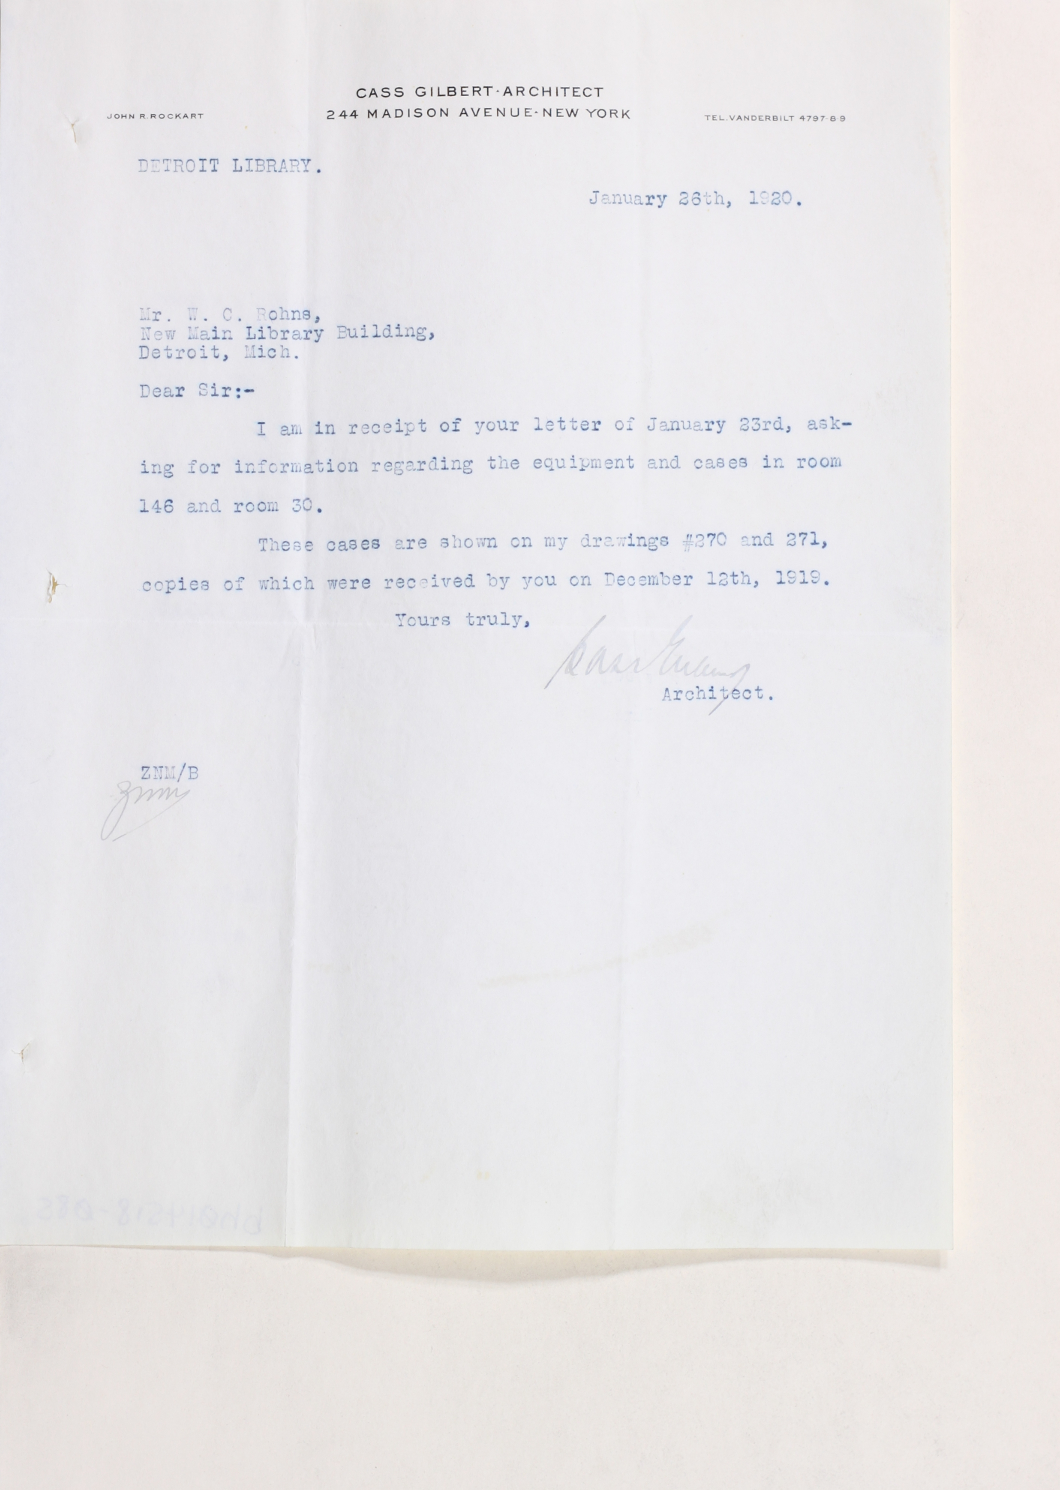 CASS GILBERT-ARCHITECT
244 MADISON AVENUE-NEW YORK
JOHN R. ROCKART
TEL. VANDERBILT 4797-8-9
DETROIT LIBRARY.
January 26th, 1920.
Mr. W. C. Rohns,
New Main Library Building,
Detroit, Mich.
Dear Sir:-
I am in receipt of your letter of January 23rd, ask-
ing for information regarding the equipment and cases in room
146 and room 30.
These cases are shown on my drawings #270 and 271,
copies of which were received by you on December 12th, 1919.
Yours truly,
Cass Gilbert
Architect.
ZNM/B
znm